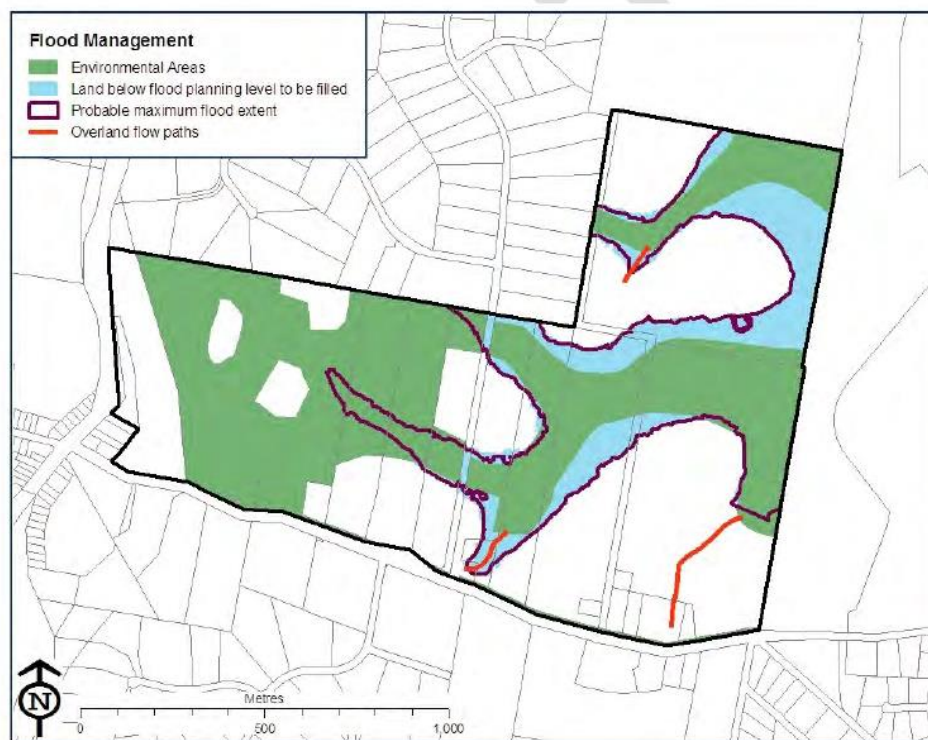 Flood Management
Environmental Areas
Land below flood planning level to be filled
Probable maximum flood extent
Overland flow paths
N
Metres
0 500 1,000